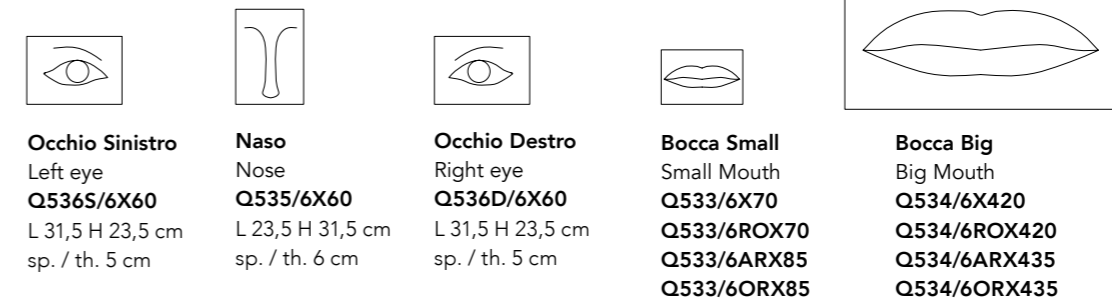 Occhio Sinistro
Left eye
Q536S/6X60
L 31,5 H 23,5 cm
sp. / th. 5 cm
Naso
Nose
Q535/6X60
L 23,5 H 31,5 cm
sp. / th. 6 cm
Occhio Destro
Right eye
Q536D/6X60
L 31,5 H 23,5 cm
sp. / th. 5 cm
Bocca Small
Small Mouth
Q533/6X70
Q533/6ROX70
Q533/6ARX85
Q533/6ORX85
Bocca Big
Big Mouth
Q534/6X420
Q534/6ROX420
Q534/6ARX435
Q534/6ORX435